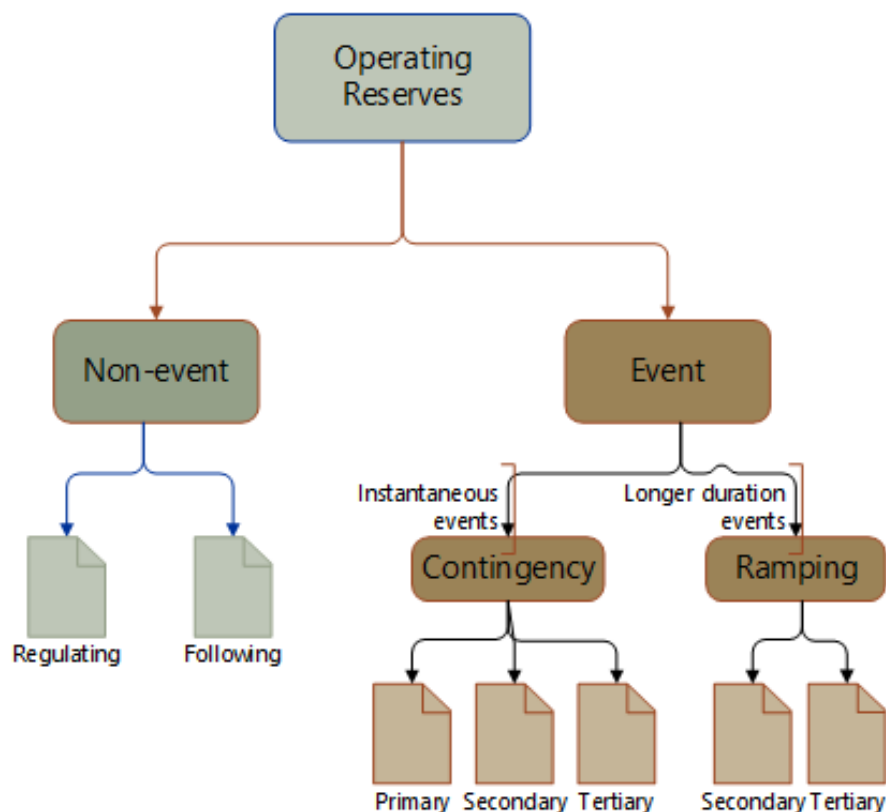 Operating
Reserves
Non-event
Event
Instantaneous
events
Longer duration
events
Contingency
Ramping
Regulating
Following
Primary
Secondary
Tertiary
Secondary
Tertiary